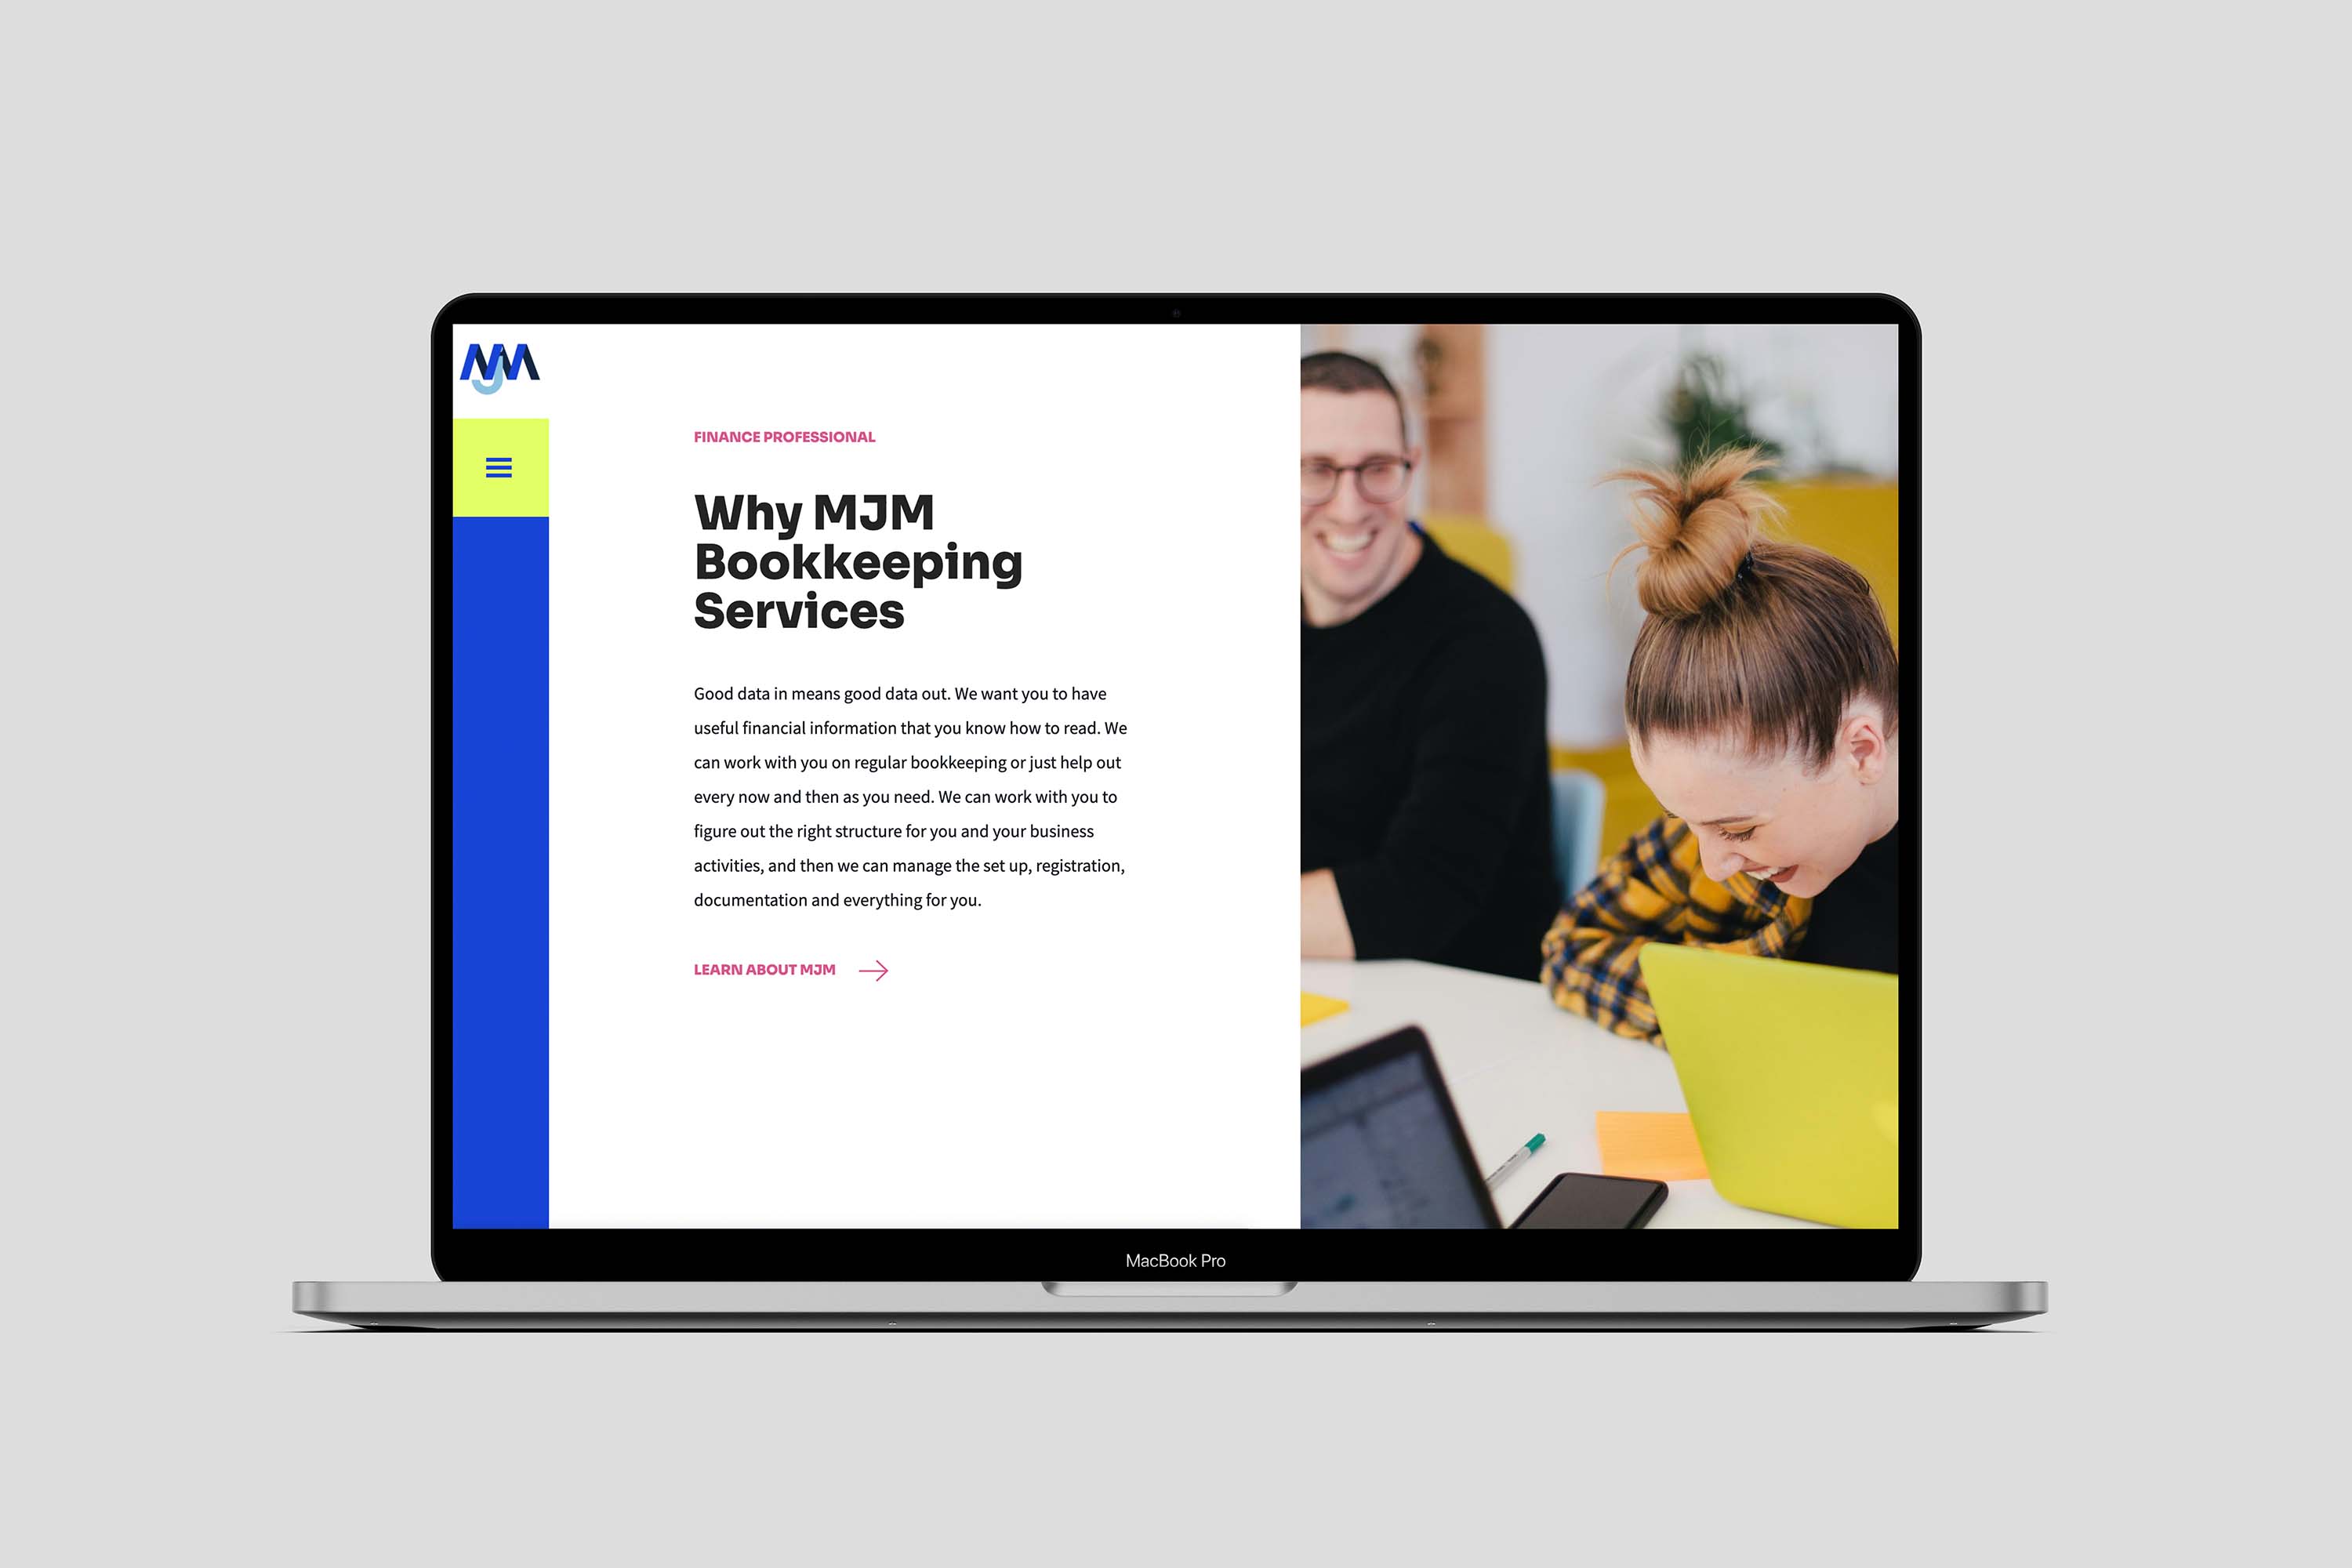 MJM
FINANCE PROFESSIONAL
Why MJM
Bookkeeping
Services
Good data in means good data out. We want you to have
useful financial information that you know how to read. We
can work with you on regular bookkeeping or just help out
every now and then as you need. We can work with you to
figure out the right structure for you and your business
activities, and then we can manage the set up, registration,
documentation and everything for you.
LEARN ABOUT MJM
MacBook Pro